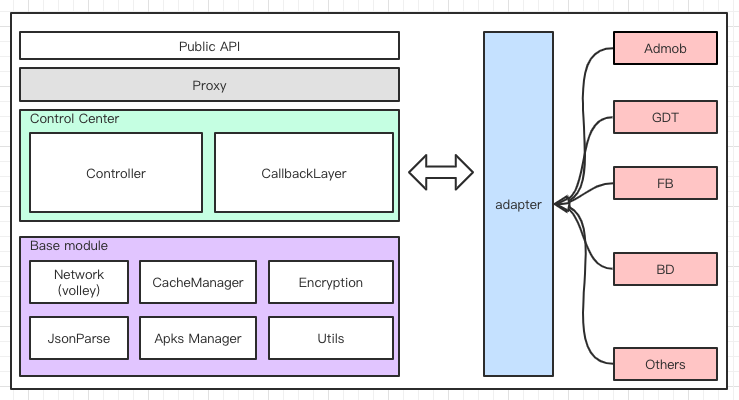 Public API
Proxy
Control Center
Controller
CallbackLayer
Base module
Network
(volley)
CacheManager
Encryption
JsonParse
Apks Manager
Utils
adapter
Admob
GDT
FB
BD
Others